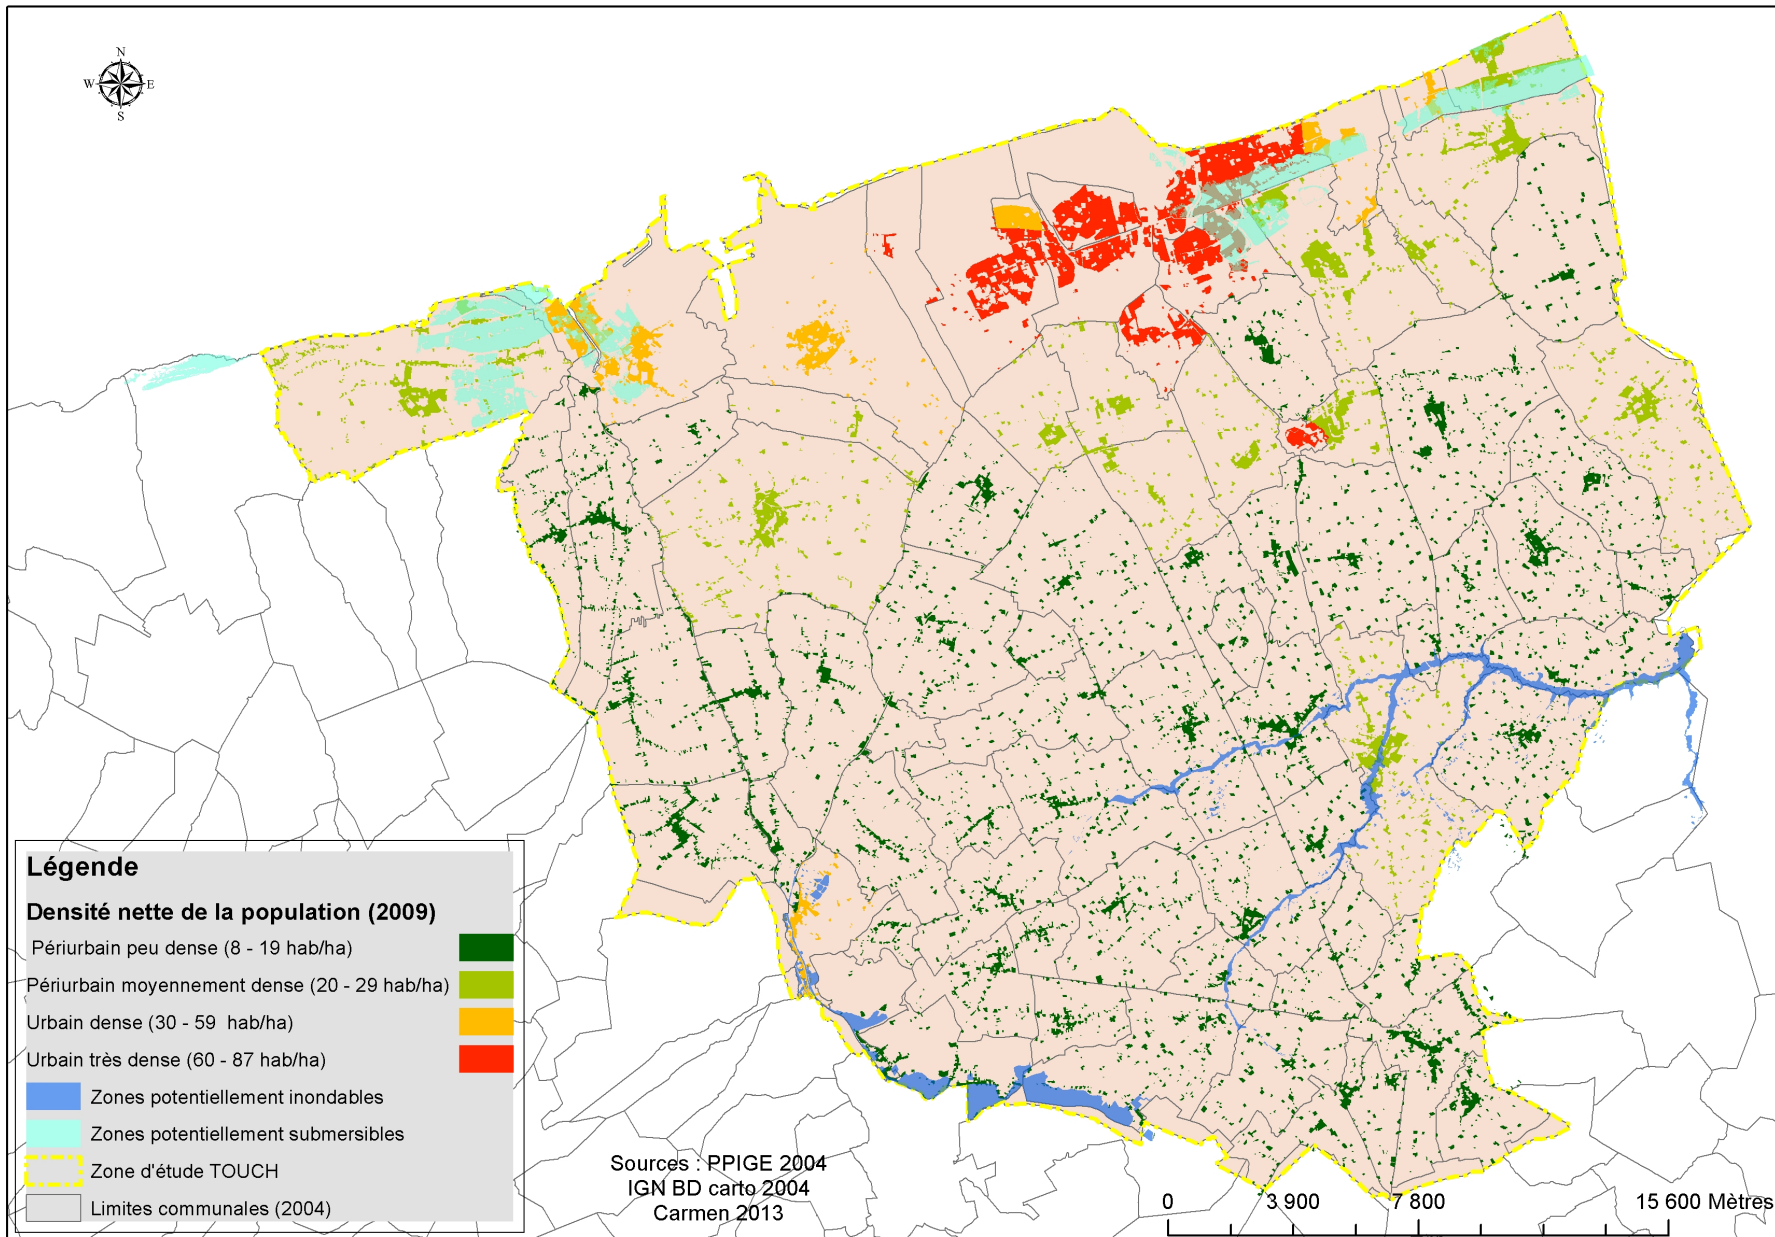 N
W E
S
Légende
Densité nette de la population (2009)
Périurbain peu dense (8 - 19 hab/ha)
Périurbain moyennement dense (20 - 29 hab/ha)
Urbain dense (30 - 59 hab/ha)
Urbain très dense (60 - 87 hab/ha)
Zones potentiellement inondables
Zones potentiellement submersibles
Zone d'étude TOUCH
Limites communales (2004)
Sources : PPIGE 2004
IGN BD carto 2004
Carmen 2013
0 3 900 7 800 15 600 Mètres